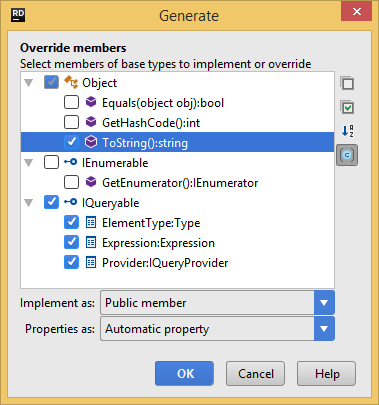 RD
Generate
Override members
Select members of base types to implement or override
Object
Equals(object obj):bool
GetHashCode():int
ToString():string
IEnumerable
GetEnumerator():IEnumerator
IQueryable
ElementType:Type
Expression:Expression
Provider:IQueryProvider
Implement as: Public member
Properties as: Automatic property
OK Cancel Help